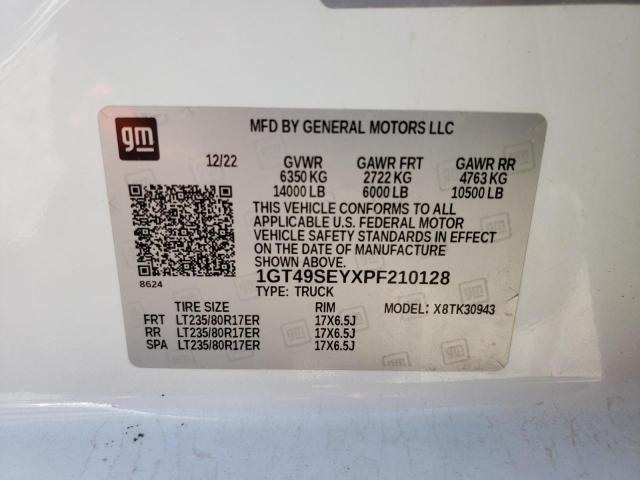 gm
MFD BY GENERAL MOTORS LLC
12/22 GVWR GAWR FRT GAWR RR
6350 KG 2722 KG 4763 KG
14000 LB 6000 LB 10500 LB
THIS VEHICLE CONFORMS TO ALL
APPLICABLE U.S. FEDERAL MOTOR
VEHICLE SAFETY STANDARDS IN EFFECT
ON THE DATE OF MANUFACTURE
SHOWN ABOVE.
8624
1GT49SEYXPF210128
TYPE: TRUCK
TIRE SIZE RIM MODEL: X8TK30943
FRT LT235/80R17ER 17X6.5J
RR LT235/80R17ER 17X6.5J
SPA LT235/80R17ER 17X6.5J